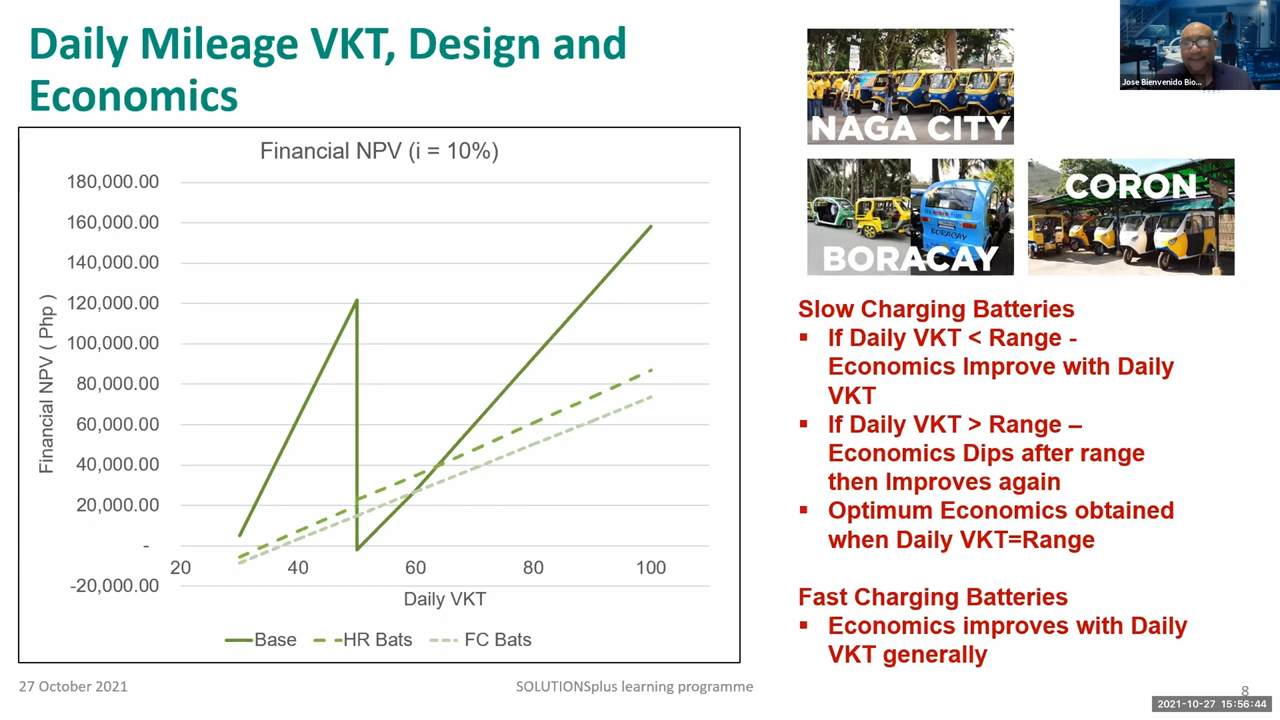 Daily Mileage VKT, Design and
Economics
Financial NPV (i = 10%)
180,000.00
160,000.00
140,000.00
120,000.00
100,000.00
80,000.00
60,000.00
40,000.00
20,000.00
-
-20,000.00
Financial NPV ( Php )
20
40
60
80
100
Daily VKT
Base
HR Bats
FC Bats
NAGA CITY
BORACAY
BORACAY
CORON
Jose Bienvenido Bio...
Slow Charging Batteries
▪ If Daily VKT < Range -
Economics Improve with Daily
VKT
▪ If Daily VKT > Range –
Economics Dips after range
then Improves again
▪ Optimum Economics obtained
when Daily VKT=Range
Fast Charging Batteries
▪ Economics improves with Daily
VKT generally
27 October 2021
SOLUTIONSplus learning programme
8
2021-10-27 15:56:44